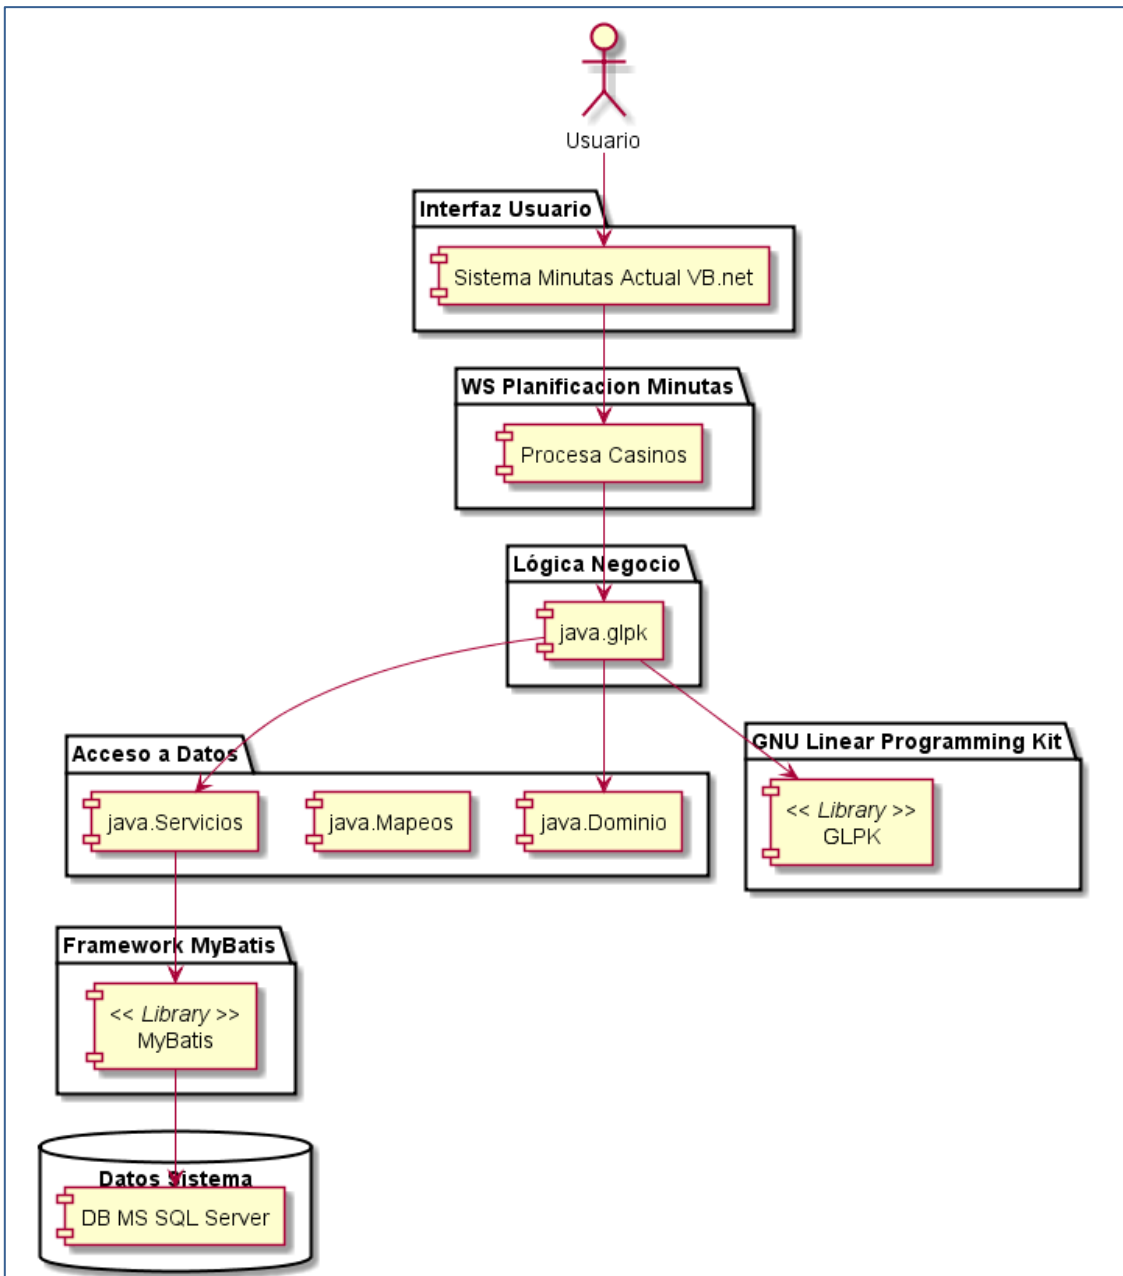 Usuario
Interfaz Usuario
Sistema Minutas Actual VB.net
WS Planificacion Minutas
Procesa Casinos
Lógica Negocio
java.glpk
Acceso a Datos
java.Servicios
java.Mapeos
java.Dominio
GNU Linear Programming Kit
<< Library >>
GLPK
Framework MyBatis
<< Library >>
MyBatis
Datos Sistema
DB MS SQL Server